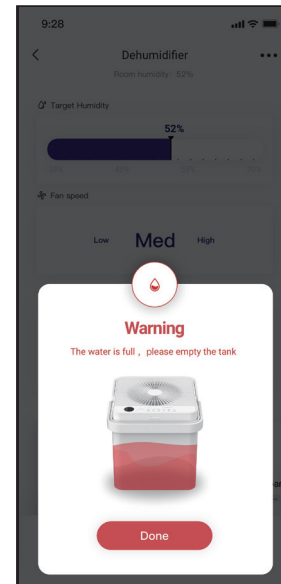 9:28
Dehumidifier
Room humidity 52%
Target Humidity
52%
Fan speed
Low Med High
Warning
The water is full , please empty the tank
Done